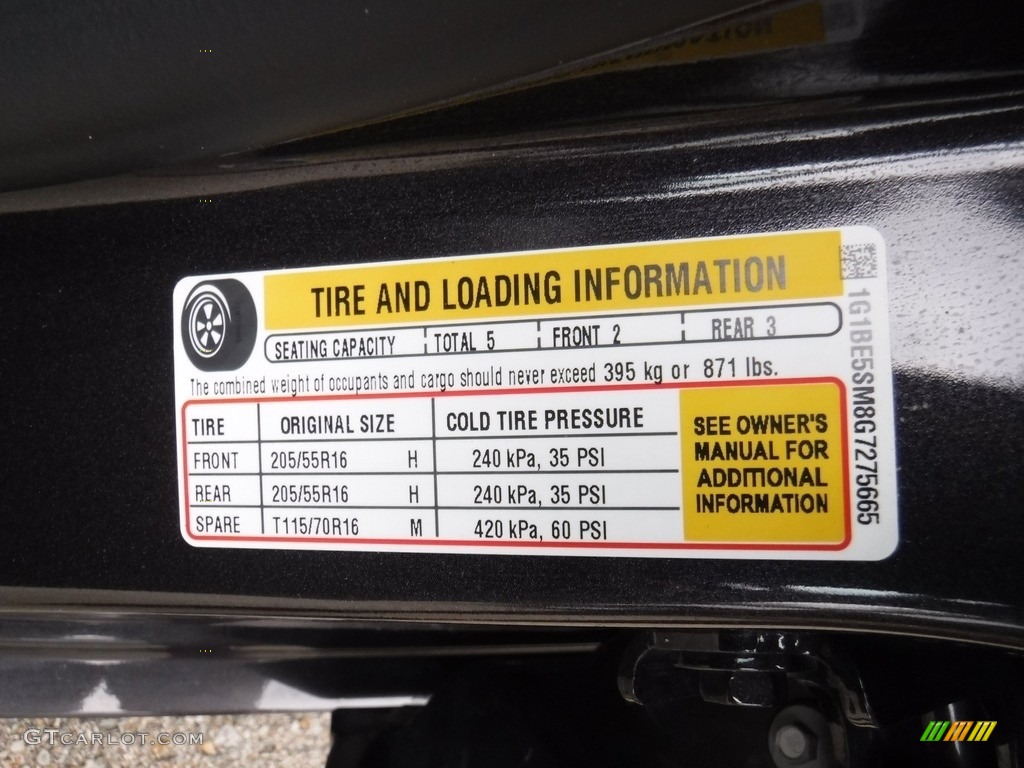 TIRE AND LOADING INFORMATION
SEATING CAPACITY TOTAL 5 FRONT 2 REAR 3
The combined weight of occupants and cargo should never exceed 395 kg or 871 lbs.
TIRE ORIGINAL SIZE COLD TIRE PRESSURE
FRONT 205/55R16 H 240 kPa, 35 PSI
REAR 205/55R16 H 240 kPa, 35 PSI
SPARE T115/70R16 M 420 kPa, 60 PSI
SEE OWNER'S
MANUAL FOR
ADDITIONAL
INFORMATION
1G1BE5SM8G7275665
GTcarlot.com